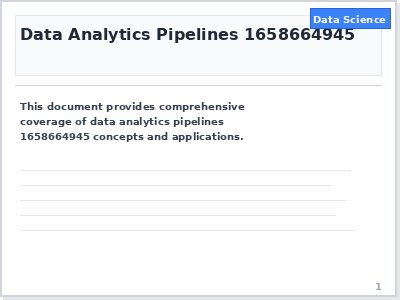 Data Science
Data Analytics Pipelines 1658664945
This document provides comprehensive
coverage of data analytics pipelines
1658664945 concepts and applications.
1